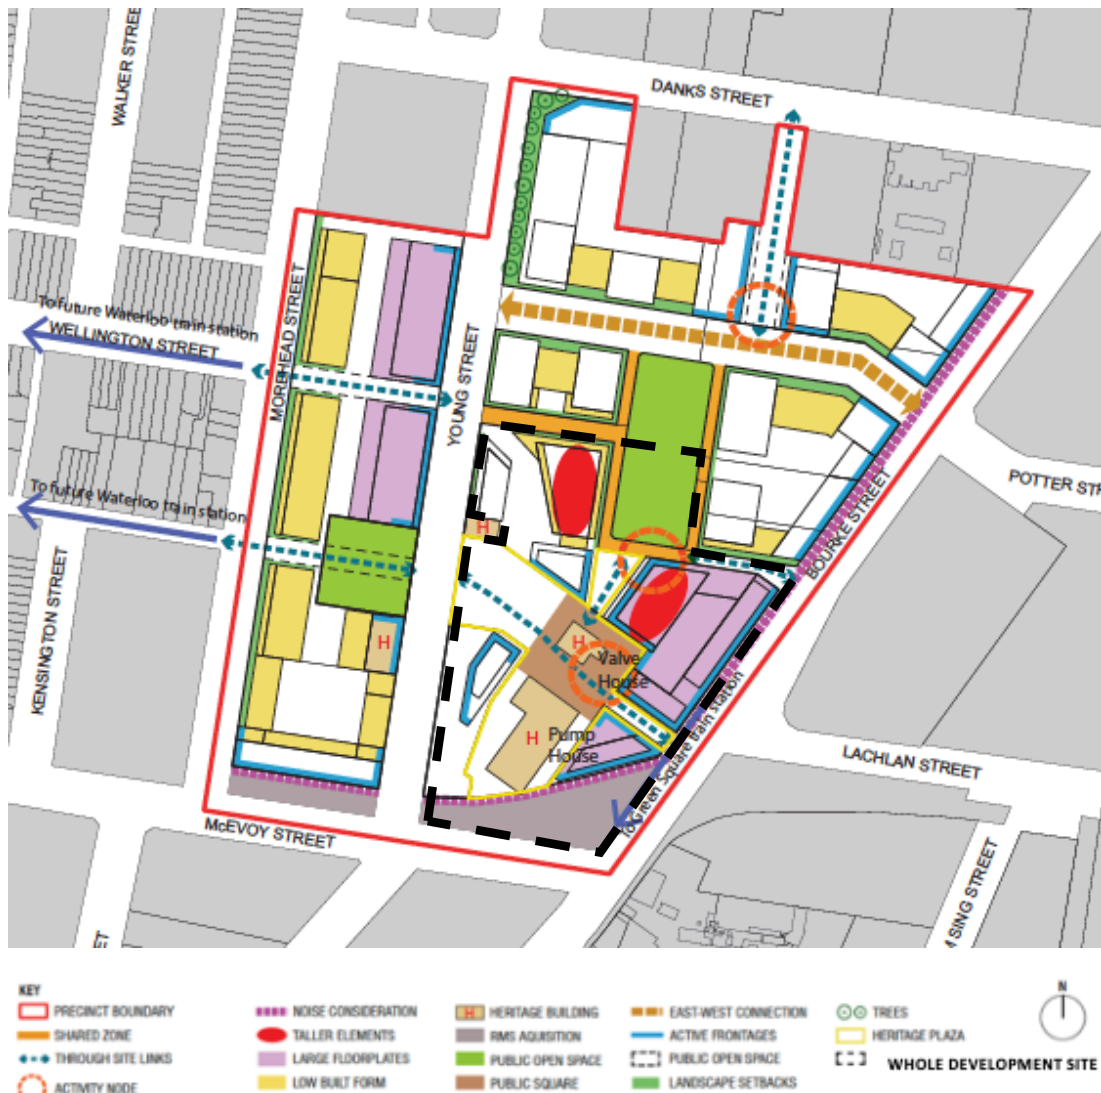 WALKER STREE
DANKS STREET
MOREHEAD STREET
To future Waterloo train station
WELLINGTON STREET
YOUNG STREET
POTTER STR
To future Waterloo train station
H
BOURKE STREET
KENSINGTON STREET
H
H
Valve
House
H
Pump
House
To Green Square train station
LACHLAN STREET
McEVOY STREET
M SING STREET
ET
KEY
N
PRECINCT BOUNDARY
NOISE CONSIDERATION
H
HERITAGE BUILDING
EAST-WEST CONNECTION
TREES
SHARED ZONE
TALLER ELEMENTS
RMS AQUISITION
ACTIVE FRONTAGES
HERITAGE PLAZA
THROUGH SITE LINKS
LARGE FLOORPLATES
PUBLIC OPEN SPACE
PUBLIC OPEN SPACE
WHOLE DEVELOPMENT SITE
ACTIVITY NODE
LOW BUILT FORM
PUBLIC SQUARE
LANDSCAPE SETBACKS